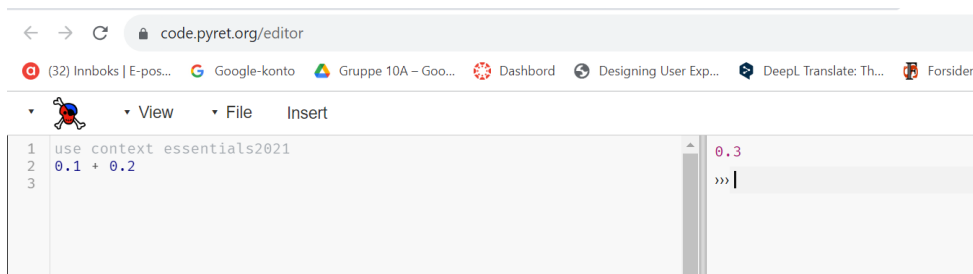 code.pyret.org/editor
(32) Innboks | E-pos... Google-konto Gruppe 10A – Goo... Dashbord Designing User Exp... DeepL Translate: Th... Forsider
View File Insert
1 use context essentials2021
2 0.1 + 0.2
3
0.3
›››